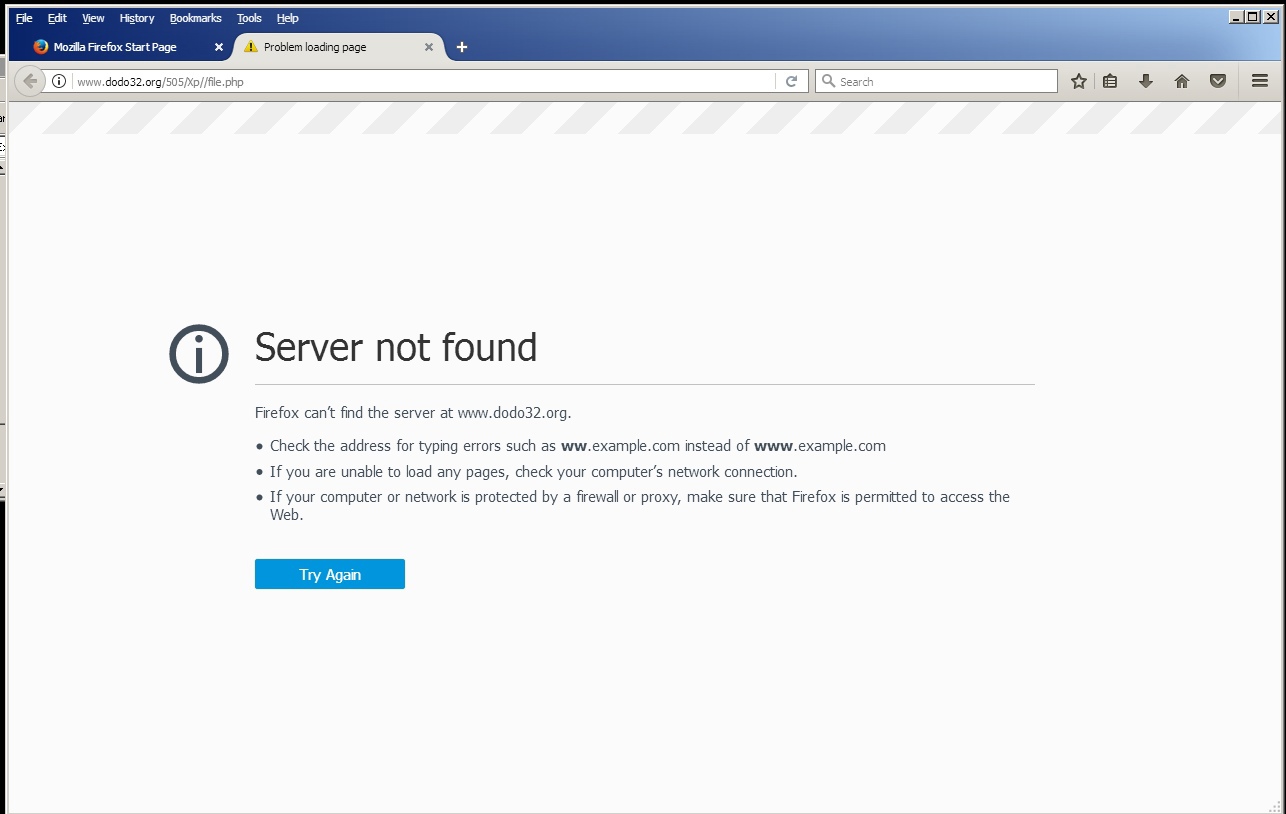 File Edit View History Bookmarks Tools Help
Mozilla Firefox Start Page Problem loading page
www.dodo32.org/505/Xp//file.php Search
Server not found
Firefox can’t find the server at www.dodo32.org.
• Check the address for typing errors such as ww.example.com instead of www.example.com
• If you are unable to load any pages, check your computer’s network connection.
• If your computer or network is protected by a firewall or proxy, make sure that Firefox is permitted to access the
Web.
Try Again